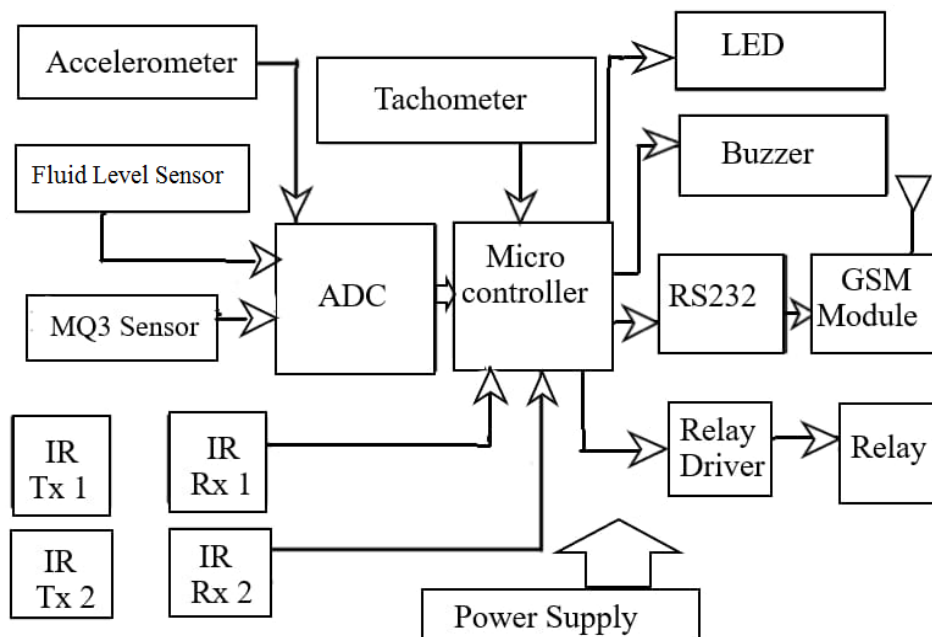 Accelerometer
Tachometer
LED
Buzzer
Fluid Level Sensor
MQ3 Sensor
ADC
Micro
controller
RS232
GSM
Module
IR
Tx 1
IR
Rx 1
Relay
Driver
Relay
IR
Tx 2
IR
Rx 2
Power Supply